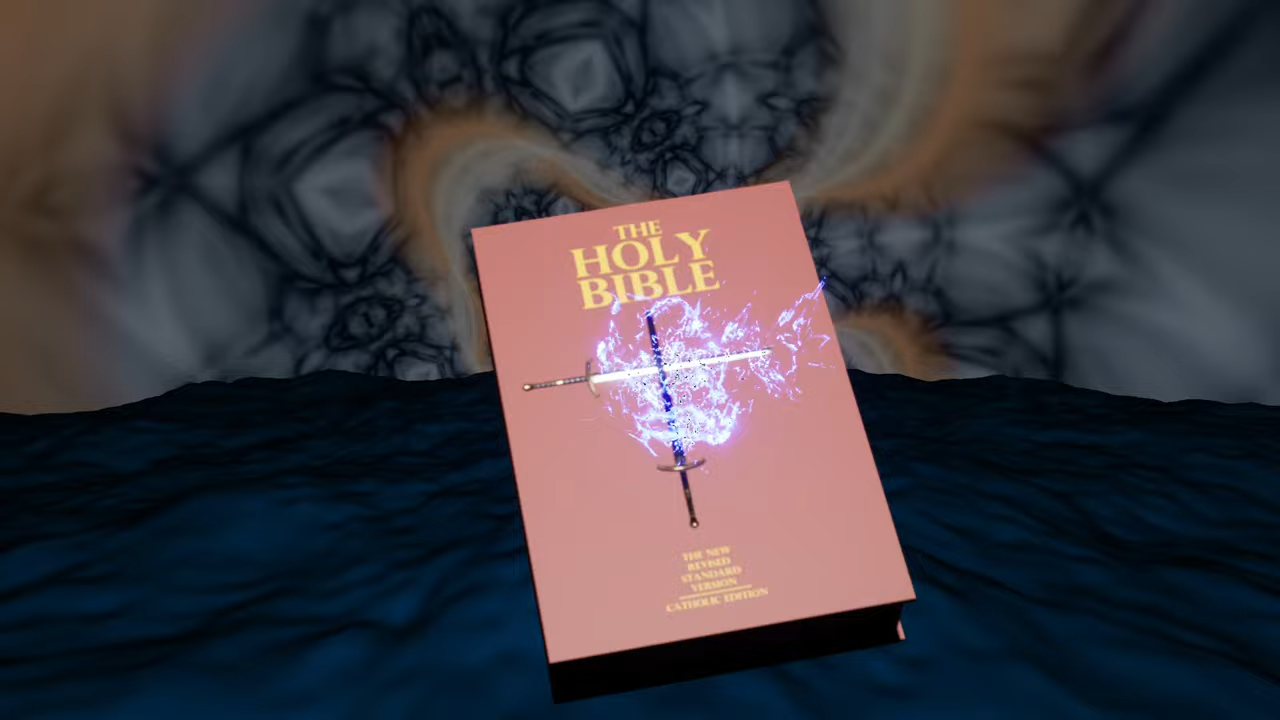 THE
HOLY
BIBLE
THE NEW
REVISED
STANDARD
VERSION
CATHOLIC EDITION